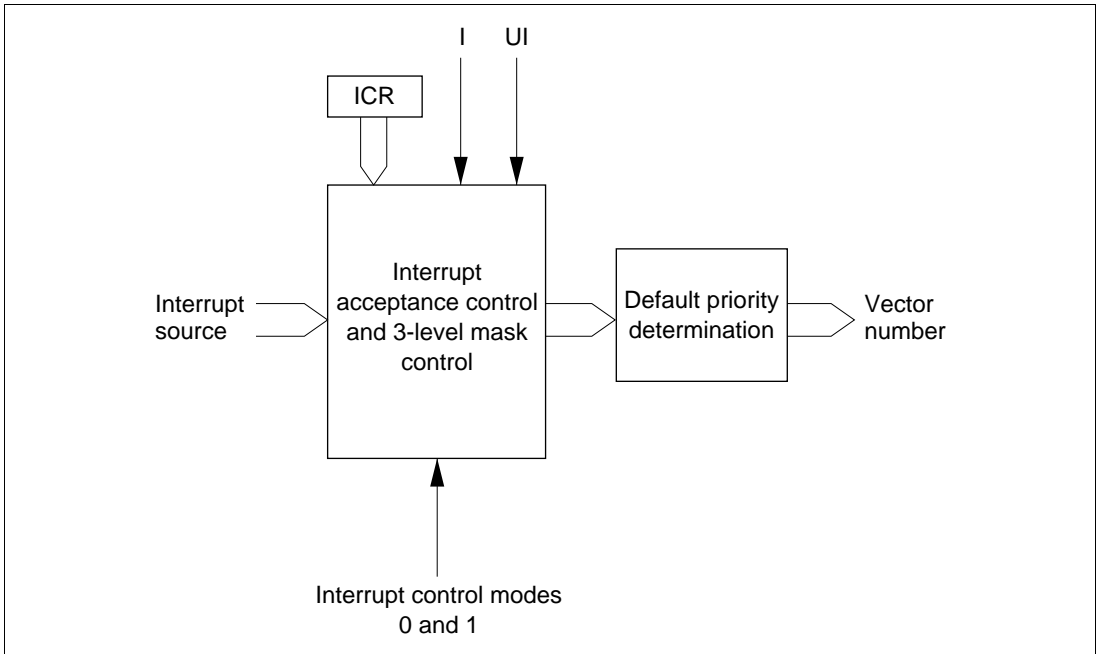 I
UI
ICR
Interrupt
acceptance control
and 3-level mask
control
Interrupt
source
Default priority
determination
Vector
number
Interrupt control modes
0 and 1